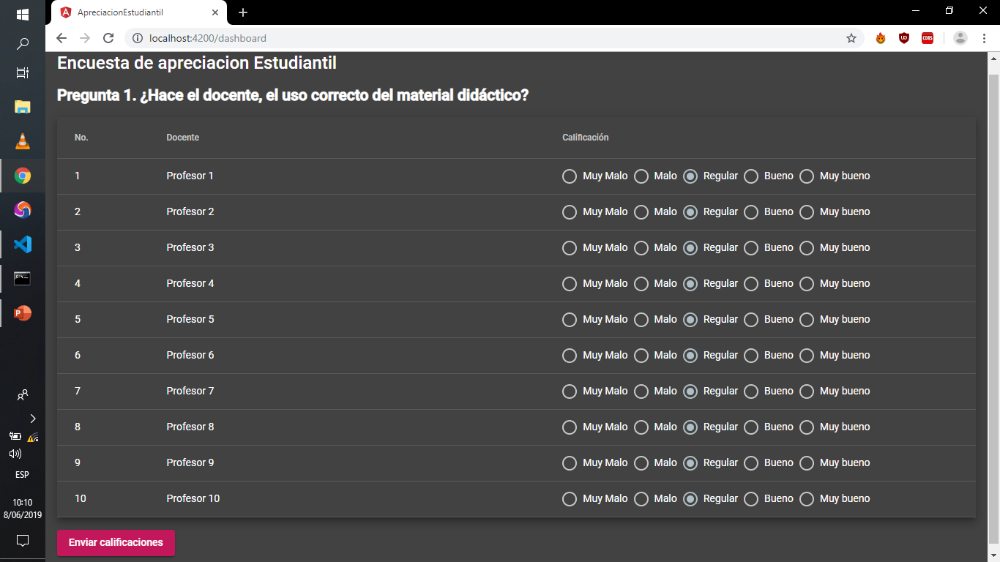 ApreciacionEstudiantil
localhost:4200/dashboard
UO
CORS
Encuesta de apreciacion Estudiantil
Pregunta 1. ¿Hace el docente, el uso correcto del material didáctico?
No. Docente Calificación
1 Profesor 1 Muy Malo Malo Regular Bueno Muy bueno
2 Profesor 2 Muy Malo Malo Regular Bueno Muy bueno
3 Profesor 3 Muy Malo Malo Regular Bueno Muy bueno
4 Profesor 4 Muy Malo Malo Regular Bueno Muy bueno
5 Profesor 5 Muy Malo Malo Regular Bueno Muy bueno
6 Profesor 6 Muy Malo Malo Regular Bueno Muy bueno
7 Profesor 7 Muy Malo Malo Regular Bueno Muy bueno
8 Profesor 8 Muy Malo Malo Regular Bueno Muy bueno
9 Profesor 9 Muy Malo Malo Regular Bueno Muy bueno
10 Profesor 10 Muy Malo Malo Regular Bueno Muy bueno
Enviar calificaciones
ESP
10:10
8/06/2019